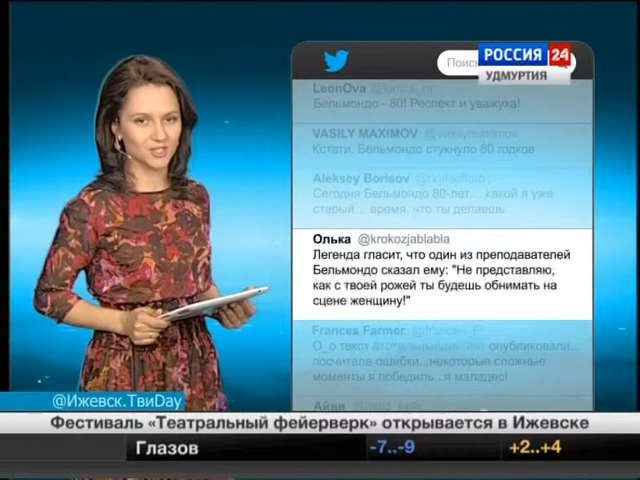 Поиск
РОССИЯ 24
УДМУРТИЯ
LeonOva
Бельмондо - 80! Респект и уважуха!
VASILY MAXIMOV @vasilymaximov
Кстати, Бельмондо стукнуло 80 годков
Aleksey Borisov
Сегодня Бельмондо 80-лет... какой я уже
старый... время, что ты делаешь
Олька @krokozjablabla
Легенда гласит, что один из преподавателей
Бельмондо сказал ему: "Не представляю,
как с твоей рожей ты будешь обнимать на
сцене женщину!"
Frances Farmer
О_о текст опубликовали...
посчитала ошибки...некоторые сложные
моменты я победиль..я маладес!
Айви
@Ижевск.ТвиDay
Фестиваль «Театральный фейерверк» открывается в Ижевске
Глазов -7..-9 +2..+4